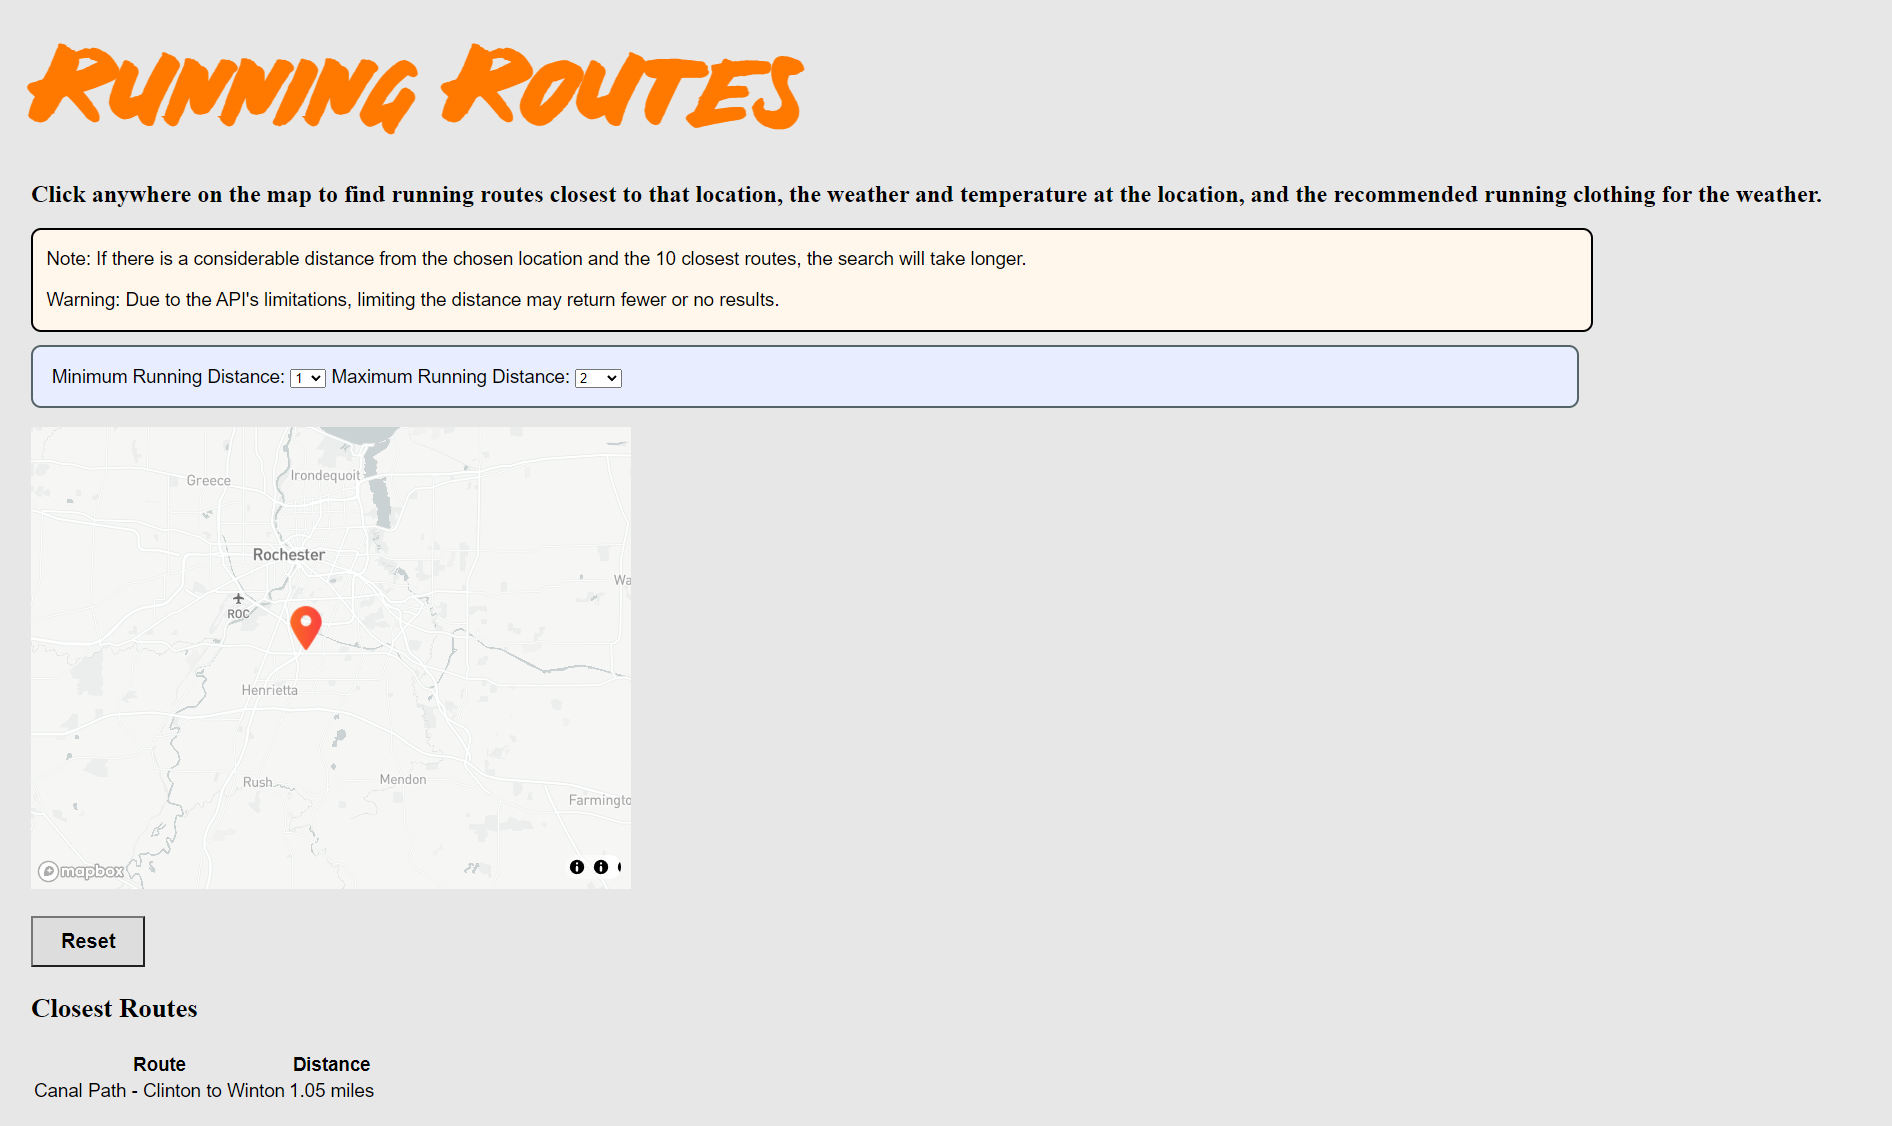 RUNNING ROUTES
Click anywhere on the map to find running routes closest to that location, the weather and temperature at the location, and the recommended running clothing for the weather.
Note: If there is a considerable distance from the chosen location and the 10 closest routes, the search will take longer.
Warning: Due to the API's limitations, limiting the distance may return fewer or no results.
Minimum Running Distance: 1 Maximum Running Distance: 2
Irondequoit
Greece
Rochester
Wa
ROC
Henrietta
Rush
Mendon
Farmingto
mapbox
Reset
Closest Routes
Route Distance
Canal Path - Clinton to Winton 1.05 miles